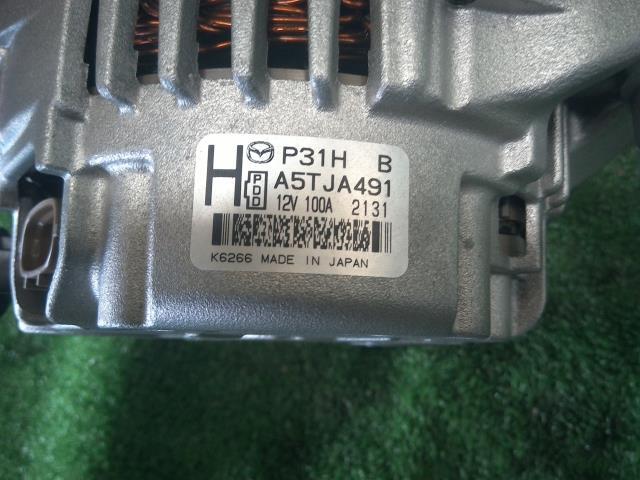 H P31H B
PDD A5TJA491
12V 100A 2131
K6266 MADE IN JAPAN